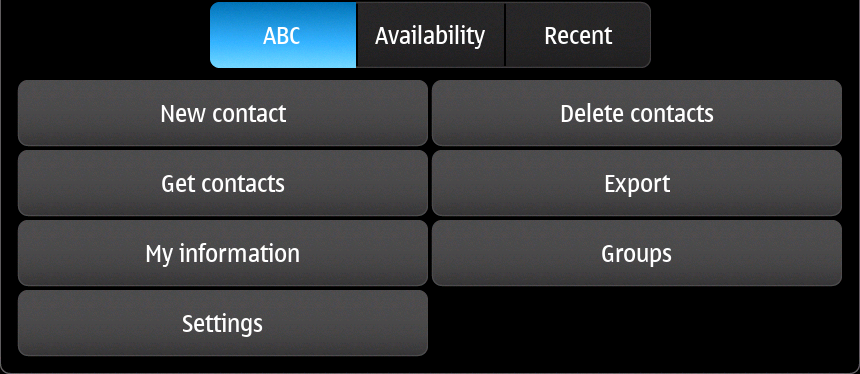 ABC Availability Recent
New contact Delete contacts
Get contacts Export
My information Groups
Settings